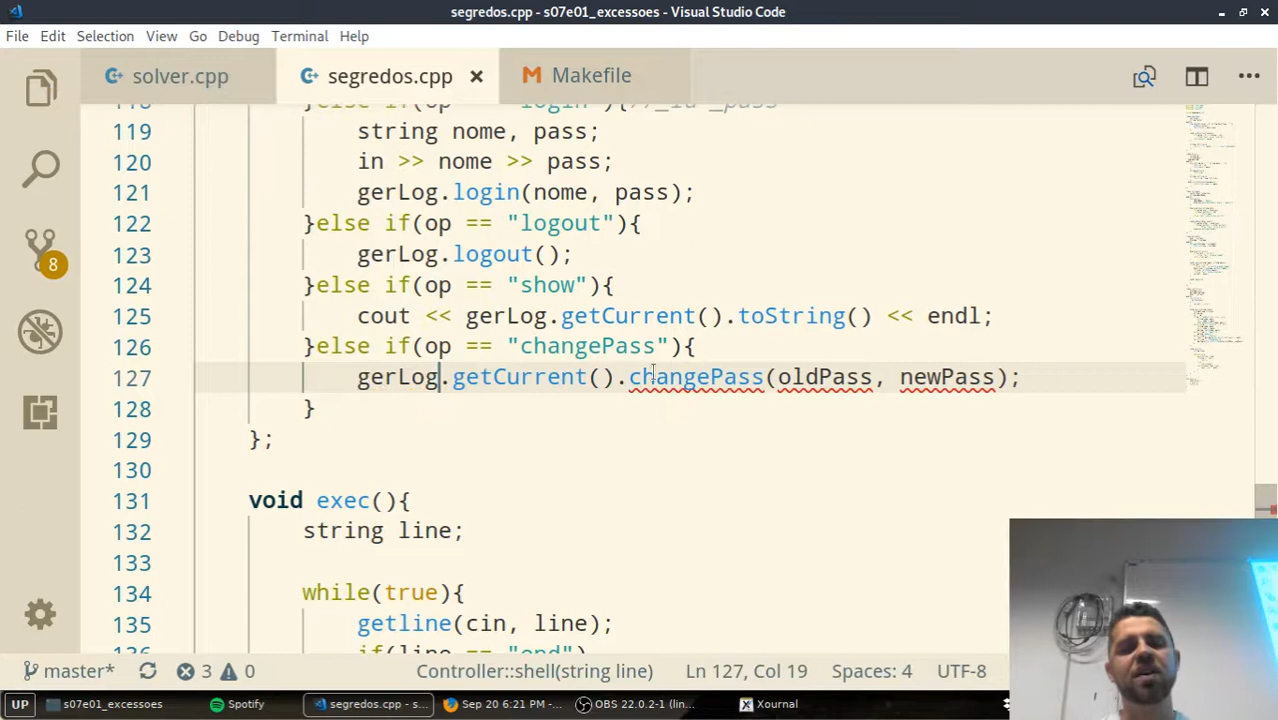 segredos.cpp - s07e01_excessoes - Visual Studio Code
File Edit Selection View Go Debug Terminal Help
solver.cpp segredos.cpp × Makefile
118 }else if(op == "login"){//_id _pass
119 string nome, pass;
120 in >> nome >> pass;
121 gerLog.login(nome, pass);
122 }else if(op == "logout"){
123 gerLog.logout();
124 }else if(op == "show"){
125 cout << gerLog.getCurrent().toString() << endl;
126 }else if(op == "changePass"){
127 gerLog.getCurrent().changePass(oldPass, newPass);
128 }
129 };
130
131 void exec(){
132 string line;
133
134 while(true){
135 getline(cin, line);
136 if(line == "end")
8
master* 3 0 Controller::shell(string line) Ln 127, Col 19 Spaces: 4 UTF-8
UP s07e01_excessoes Spotify segredos.cpp - s... Sep 20 6:21 PM -... OBS 22.0.2-1 (lin... Xournal